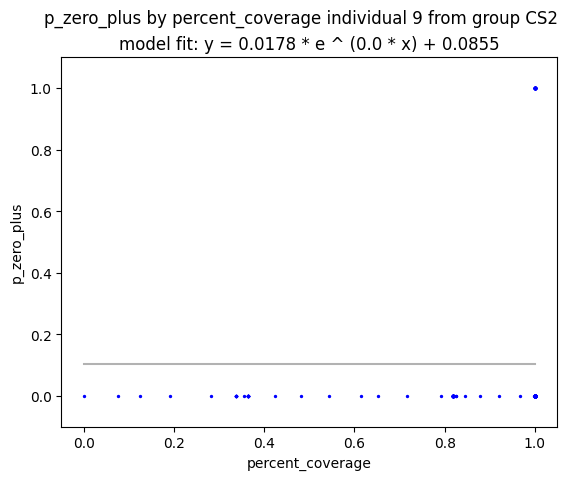 p_zero_plus by percent_coverage individual 9 from group CS2
model fit: y = 0.0178 * e ^ (0.0 * x) + 0.0855
1.0
0.8
0.6
0.4
0.2
0.0
p_zero_plus
0.0 0.2 0.4 0.6 0.8 1.0
percent_coverage